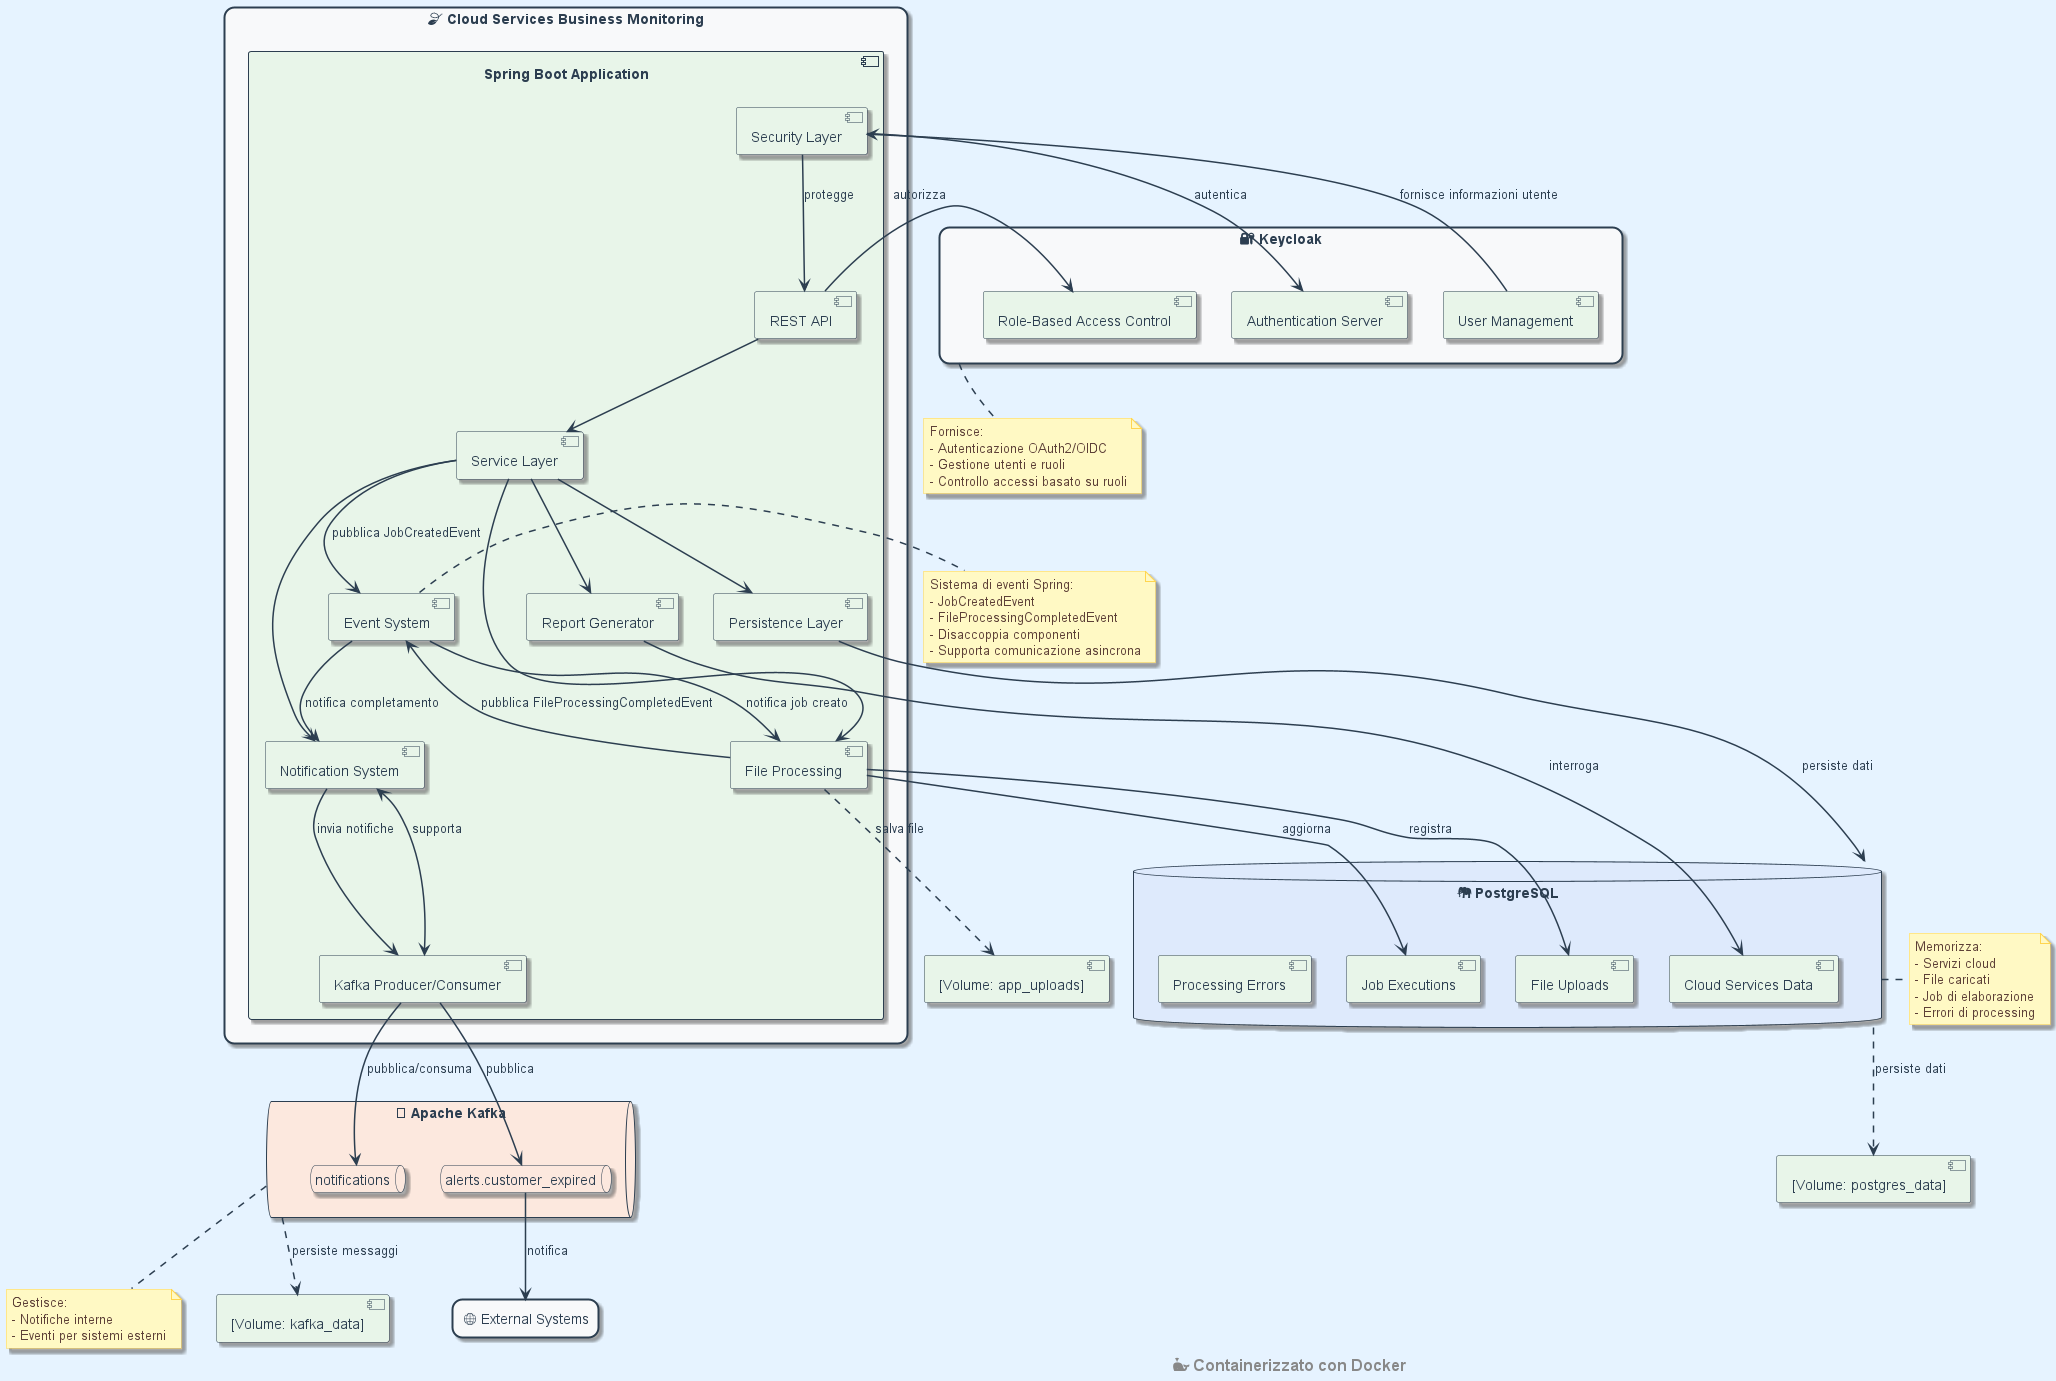 Cloud Services Business Monitoring
Spring Boot Application
Security Layer
protegge
autorizza
autentica
fornisce informazioni utente
Keycloak
REST API
Role-Based Access Control
Authentication Server
User Management
Fornisce:
- Autenticazione OAuth2/OIDC
- Gestione utenti e ruoli
- Controllo accessi basato su ruoli
Service Layer
pubblica JobCreatedEvent
Sistema di eventi Spring:
- JobCreatedEvent
- FileProcessingCompletedEvent
- Disaccoppia componenti
- Supporta comunicazione asincrona
Event System
Report Generator
Persistence Layer
notifica completamento
pubblica FileProcessingCompletedEvent
notifica job creato
Notification System
File Processing
interroga
persiste dati
invia notifiche
supporta
salva file
aggiorna
registra
PostgreSQL
Kafka Producer/Consumer
[Volume: app_uploads]
Processing Errors
Job Executions
File Uploads
Cloud Services Data
Memorizza:
- Servizi cloud
- File caricati
- Job di elaborazione
- Errori di processing
pubblica/consuma
pubblica
persiste dati
Apache Kafka
notifications
alerts.customer_expired
[Volume: postgres_data]
persiste messaggi
notifica
Gestisce:
- Notifiche interne
- Eventi per sistemi esterni
[Volume: kafka_data]
External Systems
Containerizzato con Docker